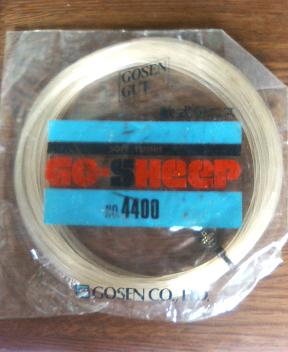 GOSEN
GUT
SOFT TENNIS
GO-SHEEP
NO. 4400
GOSEN CO., LTD.